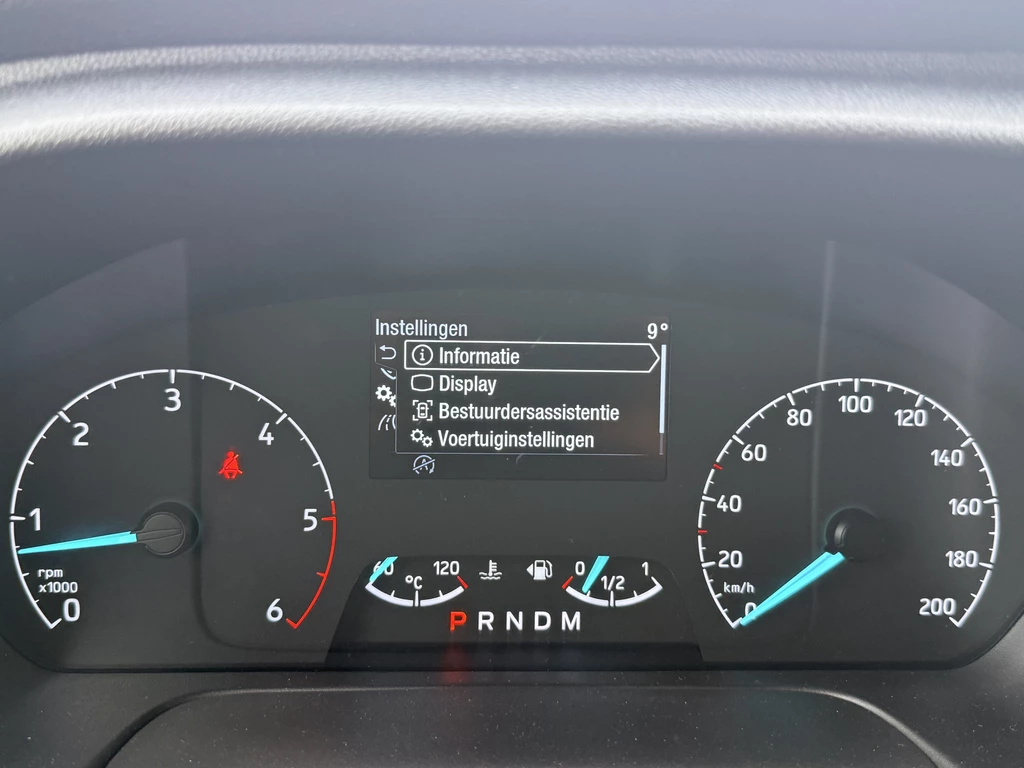 Instellingen 9°
Informatie
Display
Bestuurdersassistentie
Voertuiginstellingen
0 1 2 3 4 5 6
rpm
x1000
60 °C 120
0 1/2 1
P R N D M
0 20 40 60 80 100 120 140 160 180 200
km/h